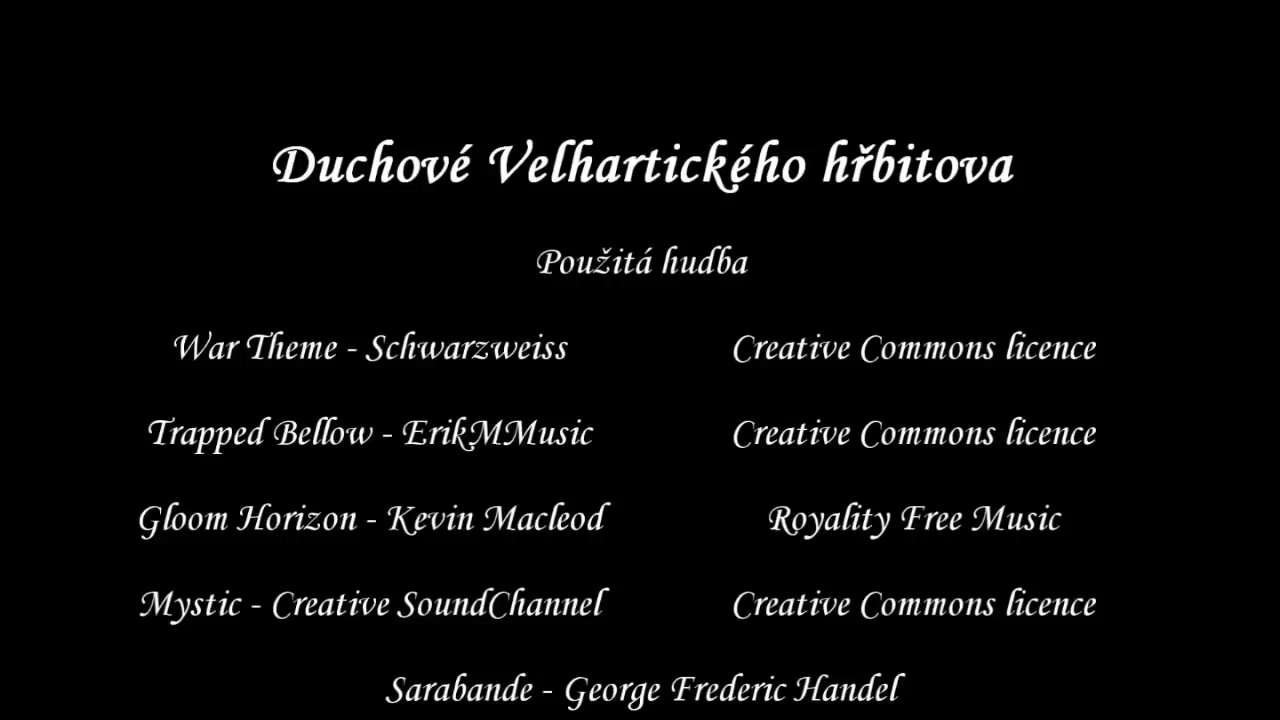 Duchové Velhartického hřbitova
Použitá hudba
War Theme - Schwarzweiss Creative Commons licence
Trapped Bellow - ErikMMusic Creative Commons licence
Gloom Horizon - Kevin Macleod Royality Free Music
Mystic - Creative SoundChannel Creative Commons licence
Sarabande - George Frederic Handel